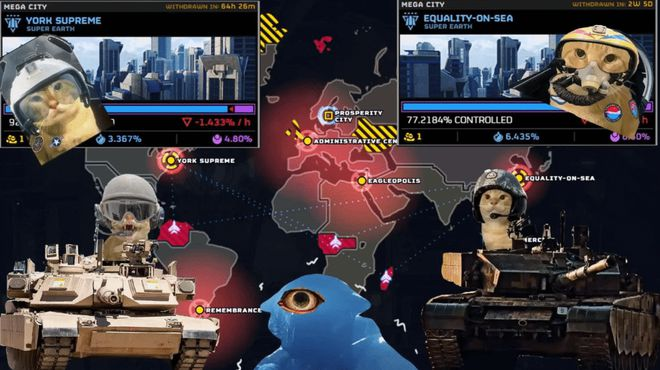 MEGA CITY
WITHDRAWN IN: 64h 26m
YORK SUPREME
SUPER EARTH
-1.433% / h
3.367%
4.80%
MEGA CITY
WITHDRAWN IN: 2W 5D
EQUALITY-ON-SEA
SUPER EARTH
77.2184% CONTROLLED
1
6.435%
PROSPERITY
CITY
ADMINISTRATIVE CEN
YORK SUPREME
EAGLEOPOLIS
EQUALITY-ON-SEA
REMEMBRANCE